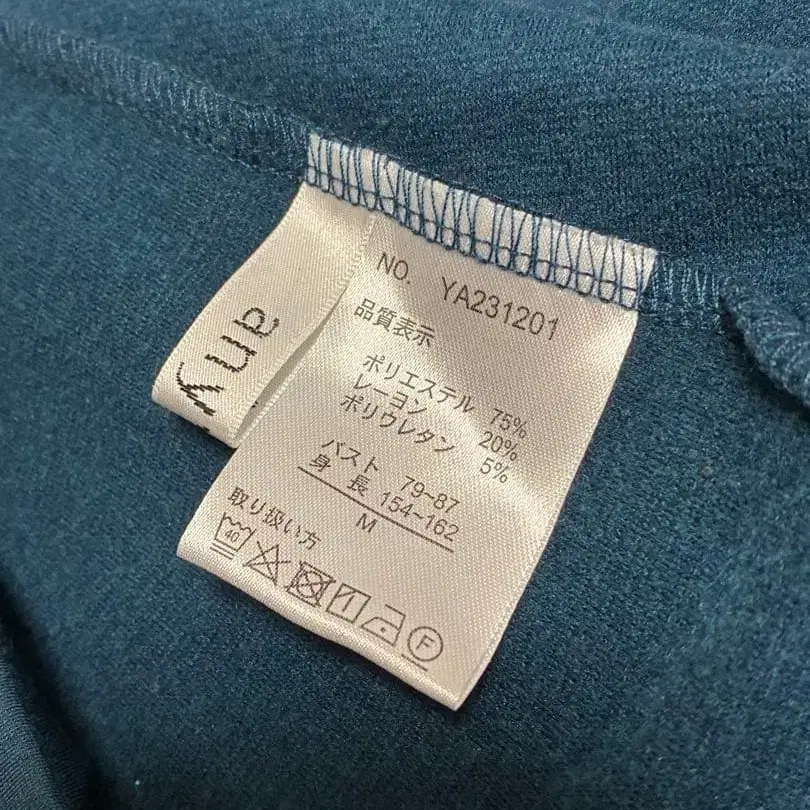 any
NO. YA231201
品質表示
ポリエステル 75%
レーヨン 20%
ポリウレタン 5%
バスト 79~87
身長 154~162
M
取り扱い方
40
F